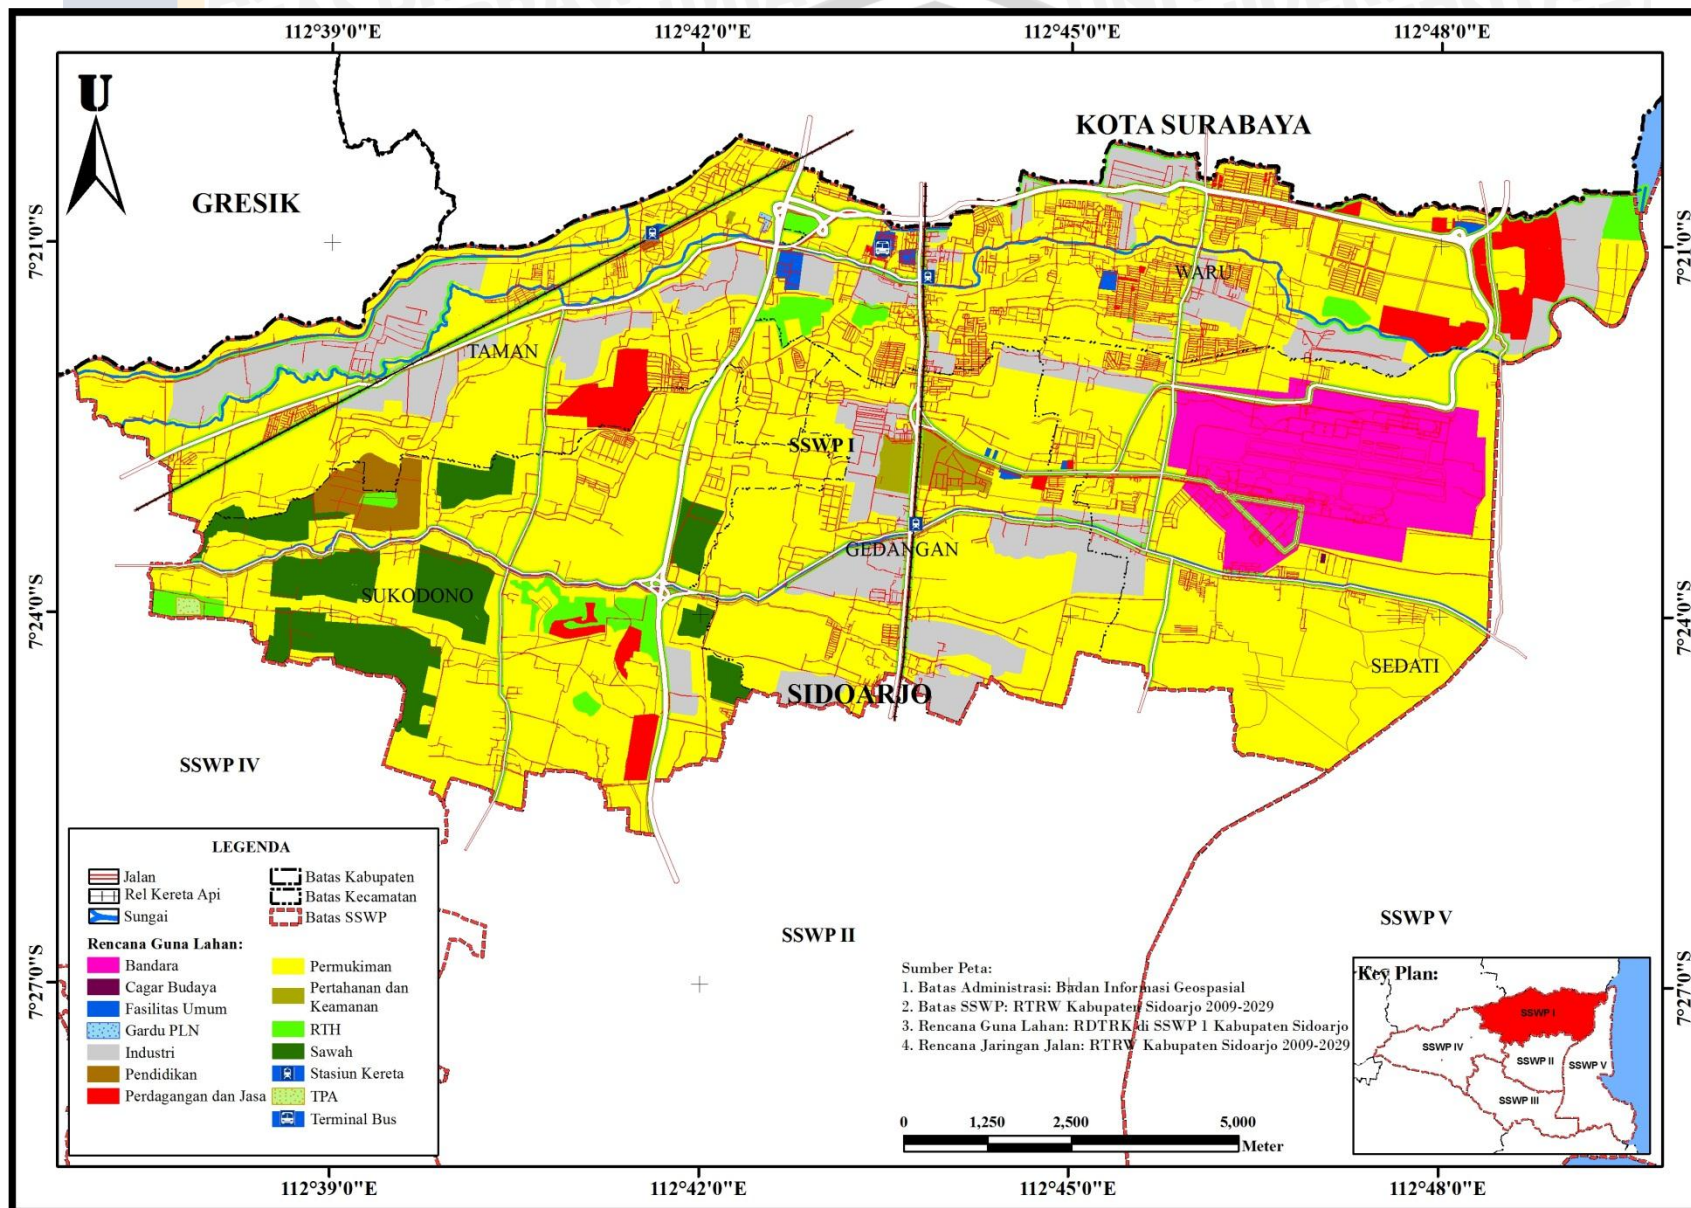 112°39'0"E
112°42'0"E
112°45'0"E
112°48'0"E
U
KOTA SURABAYA
GRESIK
7°21'0"S
7°21'0"S
WARU
TAMAN
SSWP I
GEDANGAN
SUKODONO
7°24'0"S
7°24'0"S
SEDATI
SIDOARJO
SSWP IV
SSWP II
SSWP V
7°27'0"S
7°27'0"S
LEGENDA
Jalan
Rel Kereta Api
Sungai
Batas Kabupaten
Batas Kecamatan
Batas SSWP
Rencana Guna Lahan:
Bandara
Cagar Budaya
Fasilitas Umum
Gardu PLN
Industri
Pendidikan
Perdagangan dan Jasa
Permukiman
Pertahanan dan
Keamanan
RTH
Sawah
Stasiun Kereta
TPA
Terminal Bus
Sumber Peta:
1. Batas Administrasi: Badan Informasi Geospasial
2. Batas SSWP: RTRW Kabupaten Sidoarjo 2009-2029
3. Rencana Guna Lahan: RDTRK di SSWP 1 Kabupaten Sidoarjo
4. Rencana Jaringan Jalan: RTRW Kabupaten Sidoarjo 2009-2029
0 1,250 2,500 5,000
Meter
Key Plan:
SSWP I
SSWP IV
SSWP II
SSWP V
SSWP III
112°39'0"E
112°42'0"E
112°45'0"E
112°48'0"E